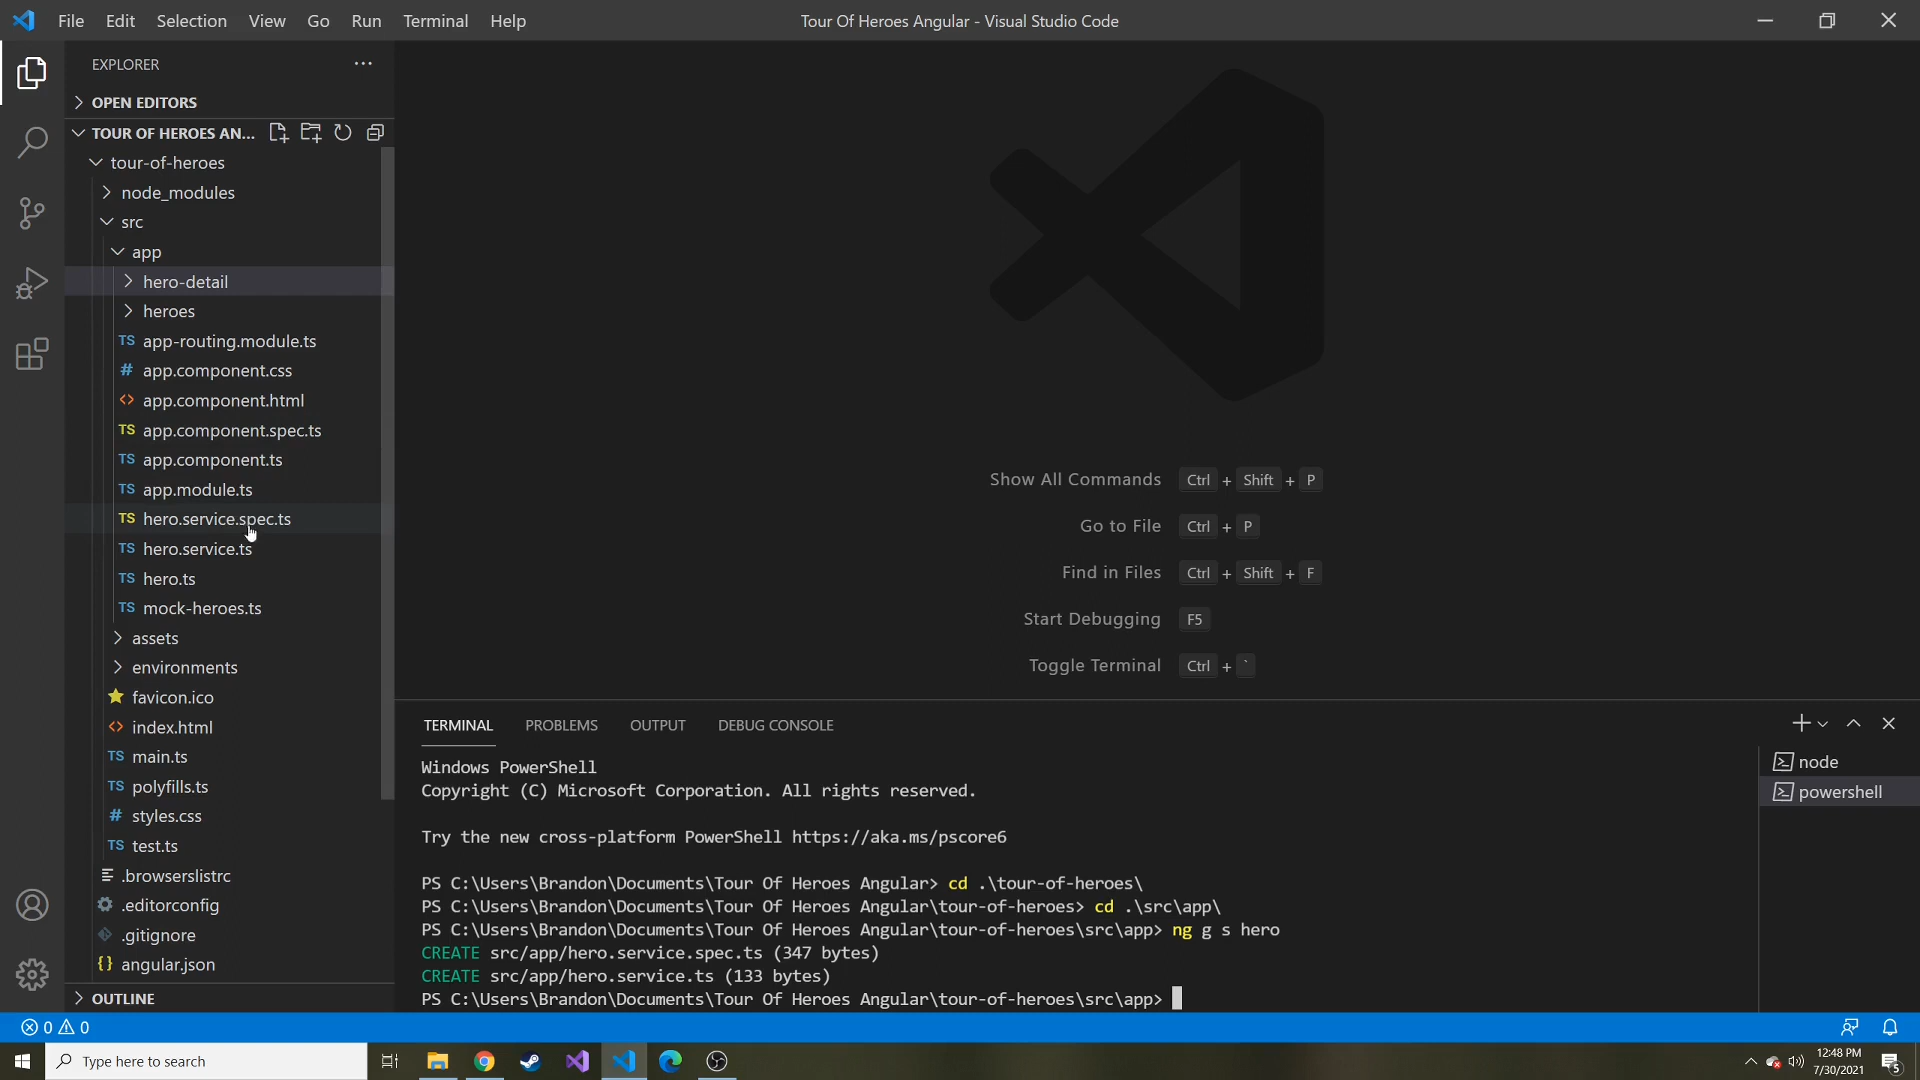 File Edit Selection View Go Run Terminal Help
Tour Of Heroes Angular - Visual Studio Code
EXPLORER
OPEN EDITORS
TOUR OF HEROES AN...
tour-of-heroes
node_modules
src
app
hero-detail
heroes
TS app-routing.module.ts
# app.component.css
<> app.component.html
TS app.component.spec.ts
TS app.component.ts
TS app.module.ts
TS hero.service.spec.ts
TS hero.service.ts
TS hero.ts
TS mock-heroes.ts
assets
environments
favicon.ico
<> index.html
TS main.ts
TS polyfills.ts
# styles.css
TS test.ts
.browserslistrc
.editorconfig
.gitignore
{} angular.json
OUTLINE
Show All Commands Ctrl + Shift + P
Go to File Ctrl + P
Find in Files Ctrl + Shift + F
Start Debugging F5
Toggle Terminal Ctrl + `
TERMINAL PROBLEMS OUTPUT DEBUG CONSOLE
Windows PowerShell
Copyright (C) Microsoft Corporation. All rights reserved.
Try the new cross-platform PowerShell https://aka.ms/pscore6
PS C:\Users\Brandon\Documents\Tour Of Heroes Angular> cd .\tour-of-heroes\
PS C:\Users\Brandon\Documents\Tour Of Heroes Angular\tour-of-heroes> cd .\src\app\
PS C:\Users\Brandon\Documents\Tour Of Heroes Angular\tour-of-heroes\src\app> ng g s hero
CREATE src/app/hero.service.spec.ts (347 bytes)
CREATE src/app/hero.service.ts (133 bytes)
PS C:\Users\Brandon\Documents\Tour Of Heroes Angular\tour-of-heroes\src\app>
node
powershell
0 0
Type here to search
12:48 PM
7/30/2021
5